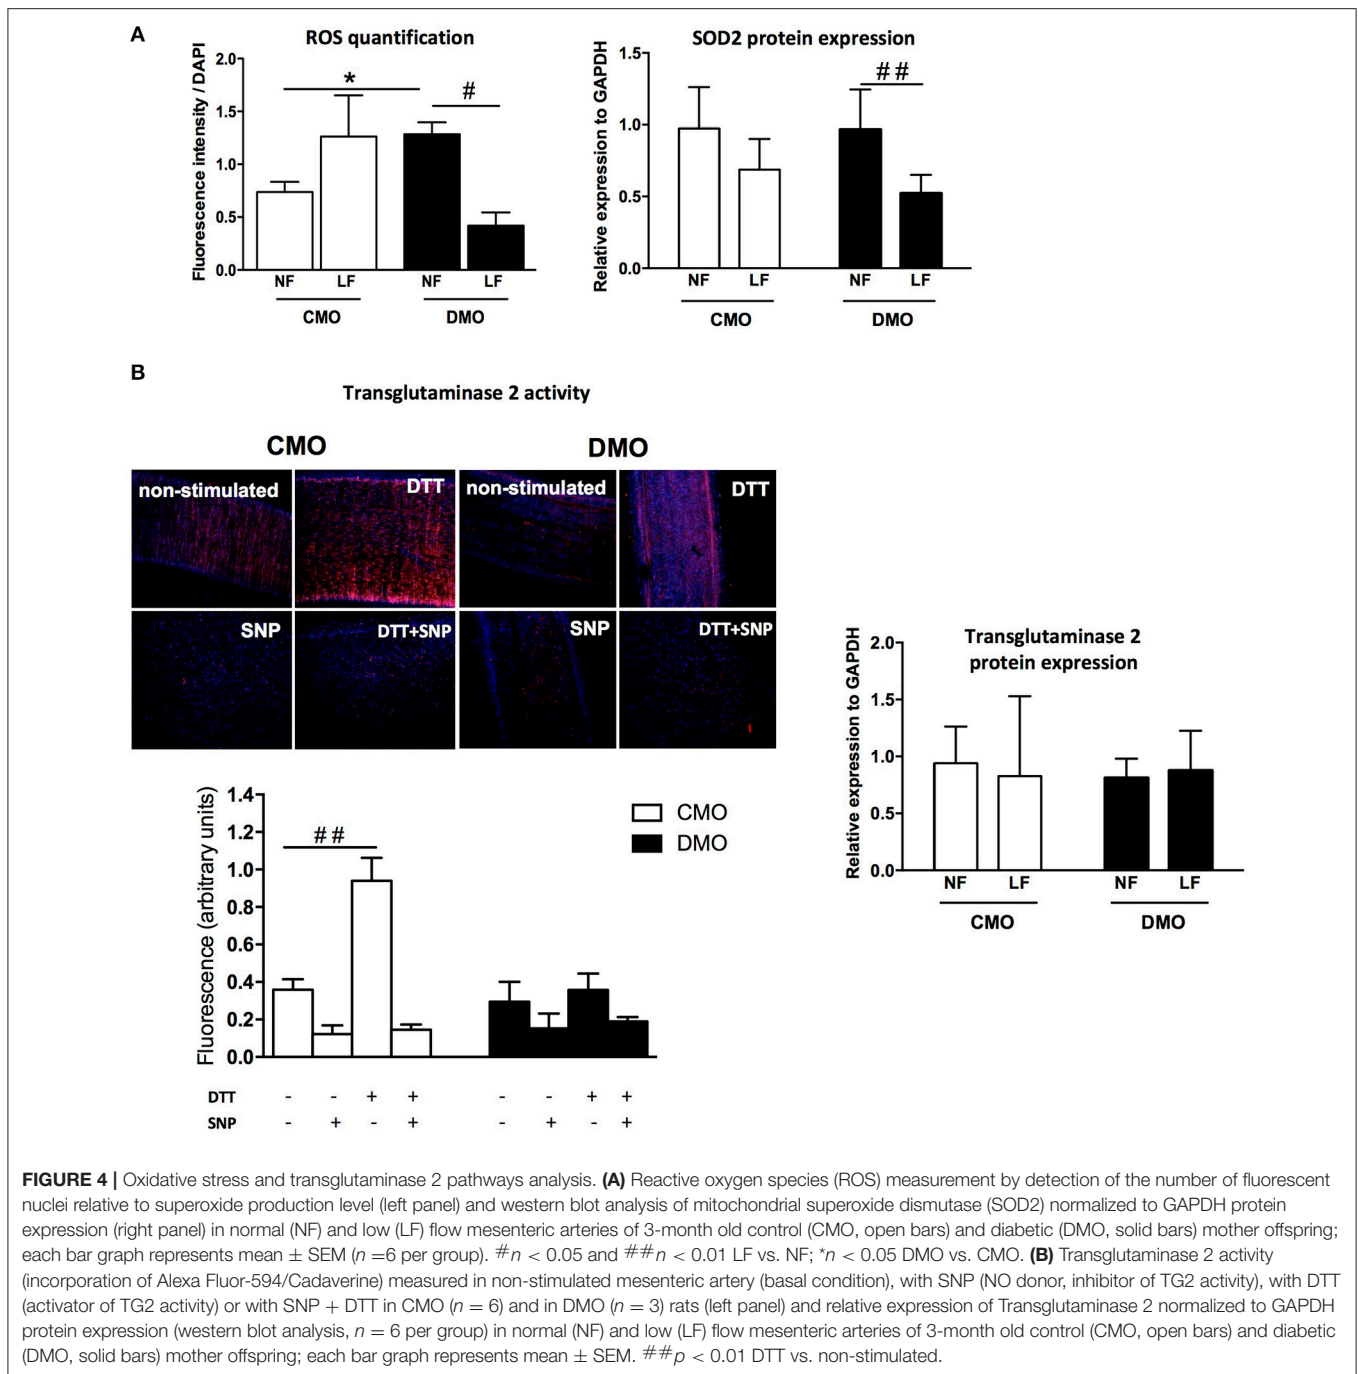 A
ROS quantification
Fluorescence intensity / DAPI
2.0
1.5
1.0
0.5
0.0
*
#
NF LF NF LF
CMO DMO
SOD2 protein expression
Relative expression to GAPDH
1.5
1.0
0.5
0.0
##
NF LF NF LF
CMO DMO
B
Transglutaminase 2 activity
CMO DMO
non-stimulated DTT non-stimulated DTT
SNP DTT+SNP SNP DTT+SNP
Fluorescence (arbitrary units)
1.4
1.2
1.0
0.8
0.6
0.4
0.2
0.0
##
CMO
DMO
DTT - - + + - - + +
SNP - + - + - + - +
Transglutaminase 2
protein expression
Relative expression to GAPDH
2.0
1.5
1.0
0.5
0.0
NF LF NF LF
CMO DMO
FIGURE 4 | Oxidative stress and transglutaminase 2 pathways analysis. (A) Reactive oxygen species (ROS) measurement by detection of the number of fluorescent
nuclei relative to superoxide production level (left panel) and western blot analysis of mitochondrial superoxide dismutase (SOD2) normalized to GAPDH protein
expression (right panel) in normal (NF) and low (LF) flow mesenteric arteries of 3-month old control (CMO, open bars) and diabetic (DMO, solid bars) mother offspring;
each bar graph represents mean ± SEM (n =6 per group). #n < 0.05 and ##n < 0.01 LF vs. NF; *n < 0.05 DMO vs. CMO. (B) Transglutaminase 2 activity
(incorporation of Alexa Fluor-594/Cadaverine) measured in non-stimulated mesenteric artery (basal condition), with SNP (NO donor, inhibitor of TG2 activity), with DTT
(activator of TG2 activity) or with SNP + DTT in CMO (n = 6) and in DMO (n = 3) rats (left panel) and relative expression of Transglutaminase 2 normalized to GAPDH
protein expression (western blot analysis, n = 6 per group) in normal (NF) and low (LF) flow mesenteric arteries of 3-month old control (CMO, open bars) and diabetic
(DMO, solid bars) mother offspring; each bar graph represents mean ± SEM. ##p < 0.01 DTT vs. non-stimulated.